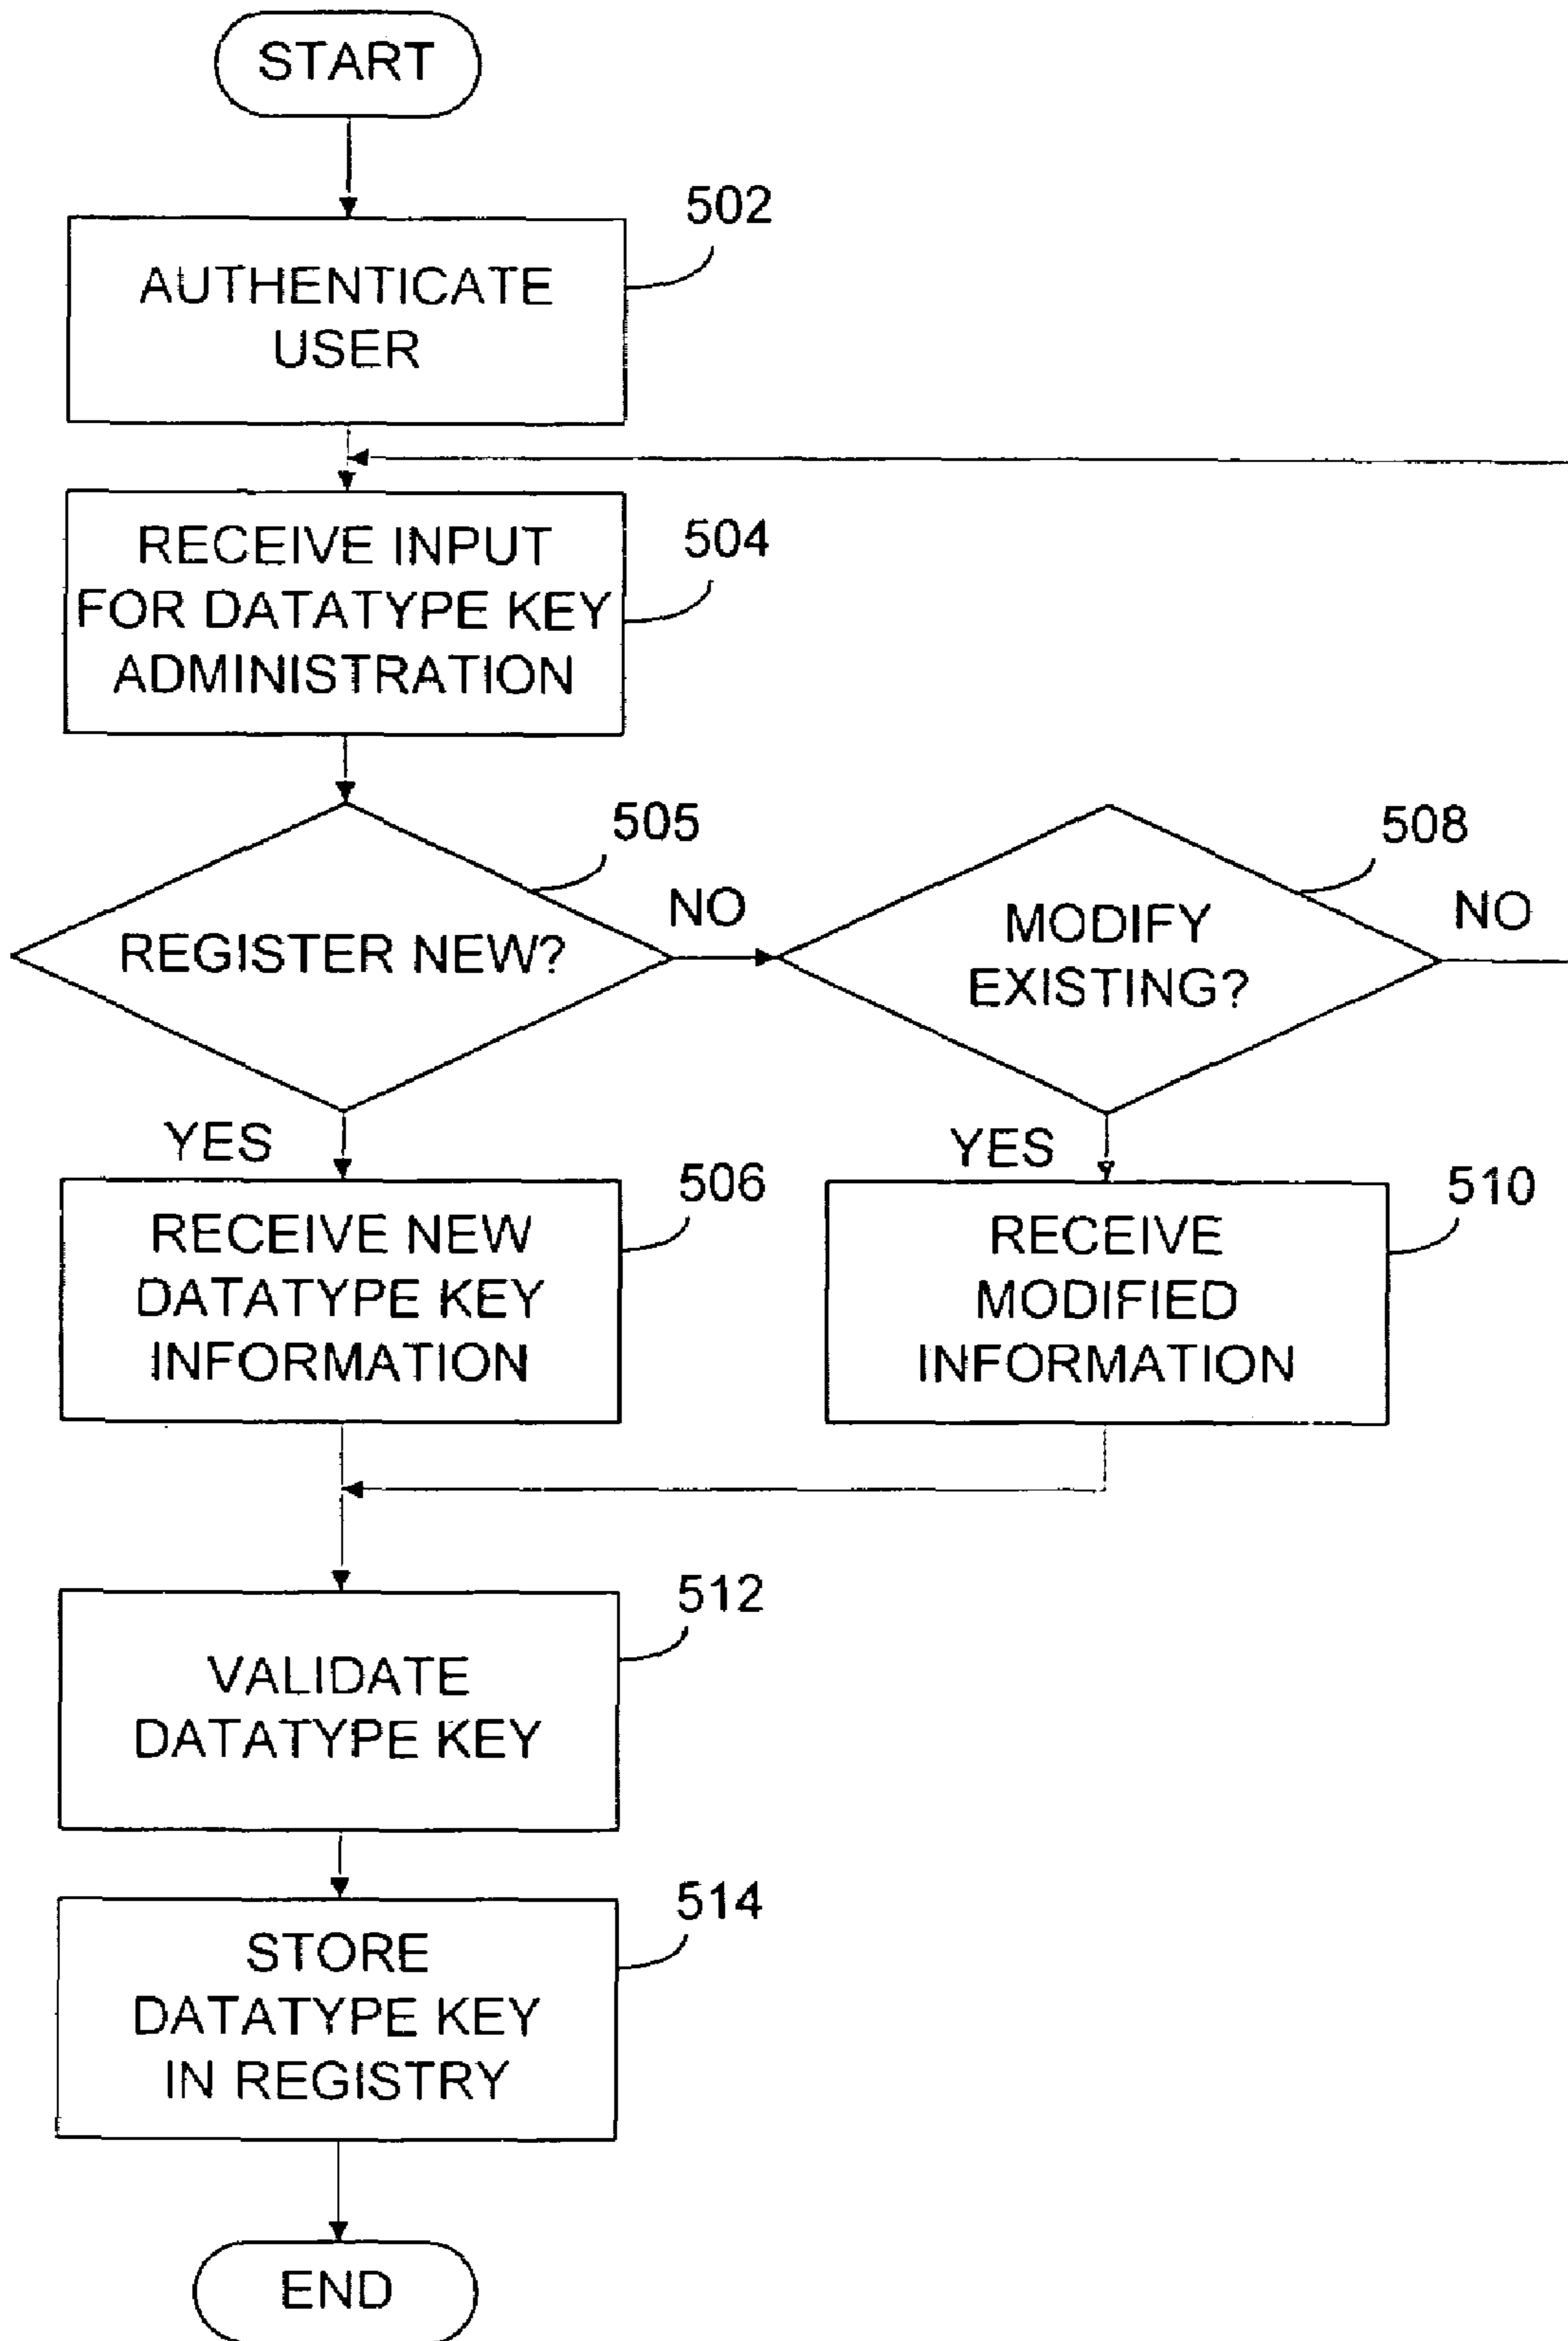 START
502
AUTHENTICATE
USER
RECEIVE INPUT
FOR DATATYPE KEY
ADMINISTRATION
504
505
REGISTER NEW?
NO
508
MODIFY
EXISTING?
NO
YES
YES
506
RECEIVE NEW
DATATYPE KEY
INFORMATION
510
RECEIVE
MODIFIED
INFORMATION
512
VALIDATE
DATATYPE KEY
514
STORE
DATATYPE KEY
IN REGISTRY
END